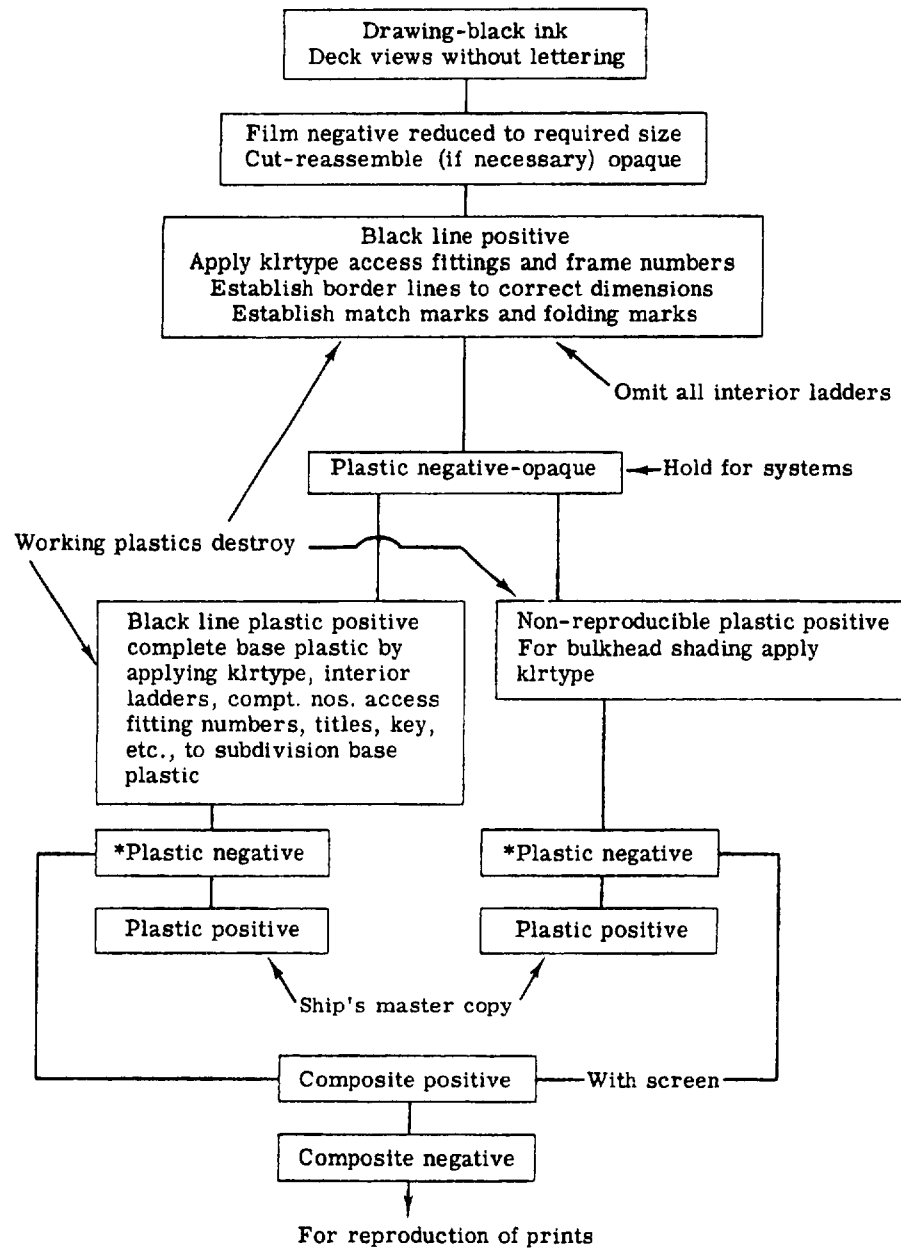 Drawing-black ink
Deck views without lettering
Film negative reduced to required size
Cut-reassemble (if necessary) opaque
Black line positive
Apply klrtype access fittings and frame numbers
Establish border lines to correct dimensions
Establish match marks and folding marks
Omit all interior ladders
Plastic negative-opaque
Hold for systems
Working plastics destroy
Black line plastic positive
complete base plastic by
applying klrtype, interior
ladders, compt. nos. access
fitting numbers, titles, key,
etc., to subdivision base
plastic
Non-reproducible plastic positive
For bulkhead shading apply
klrtype
*Plastic negative
*Plastic negative
Plastic positive
Plastic positive
Ship's master copy
Composite positive
With screen
Composite negative
For reproduction of prints